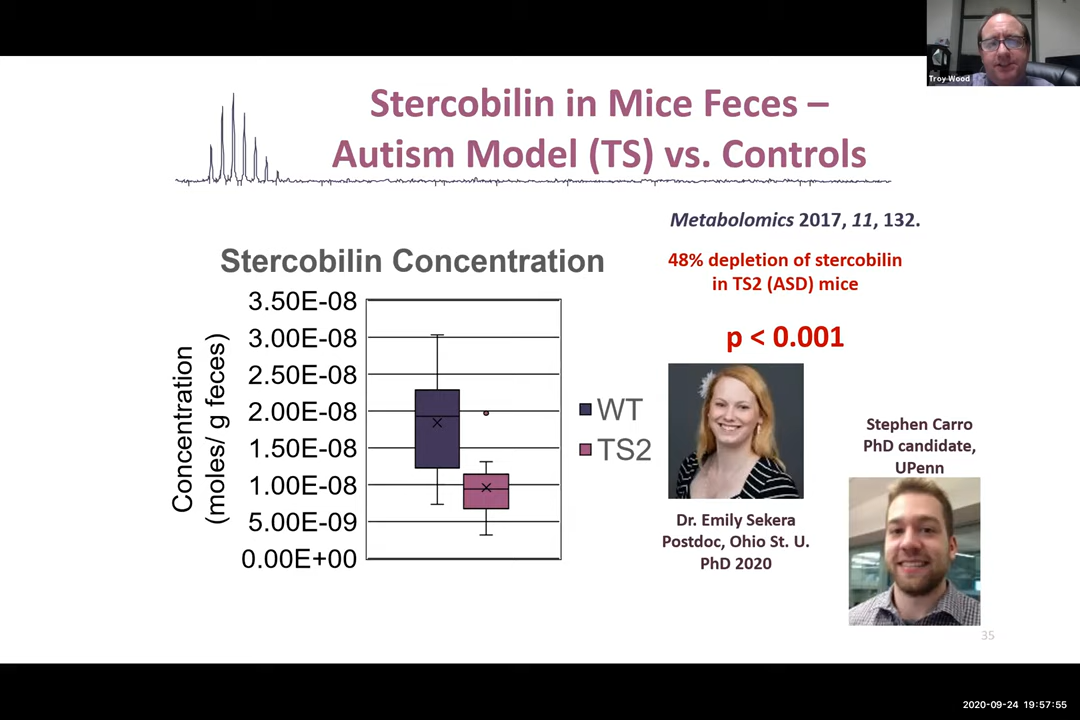 Troy Wood
Stercobilin in Mice Feces –
Autism Model (TS) vs. Controls
Metabolomics 2017, 11, 132.
48% depletion of stercobilin
in TS2 (ASD) mice
p < 0.001
Stercobilin Concentration
Concentration
(moles/ g feces)
3.50E-08
3.00E-08
2.50E-08
2.00E-08
1.50E-08
1.00E-08
5.00E-09
0.00E+00
WT
TS2
Stephen Carro
PhD candidate,
UPenn
Dr. Emily Sekera
Postdoc, Ohio St. U.
PhD 2020
35
2020-09-24 19:57:55